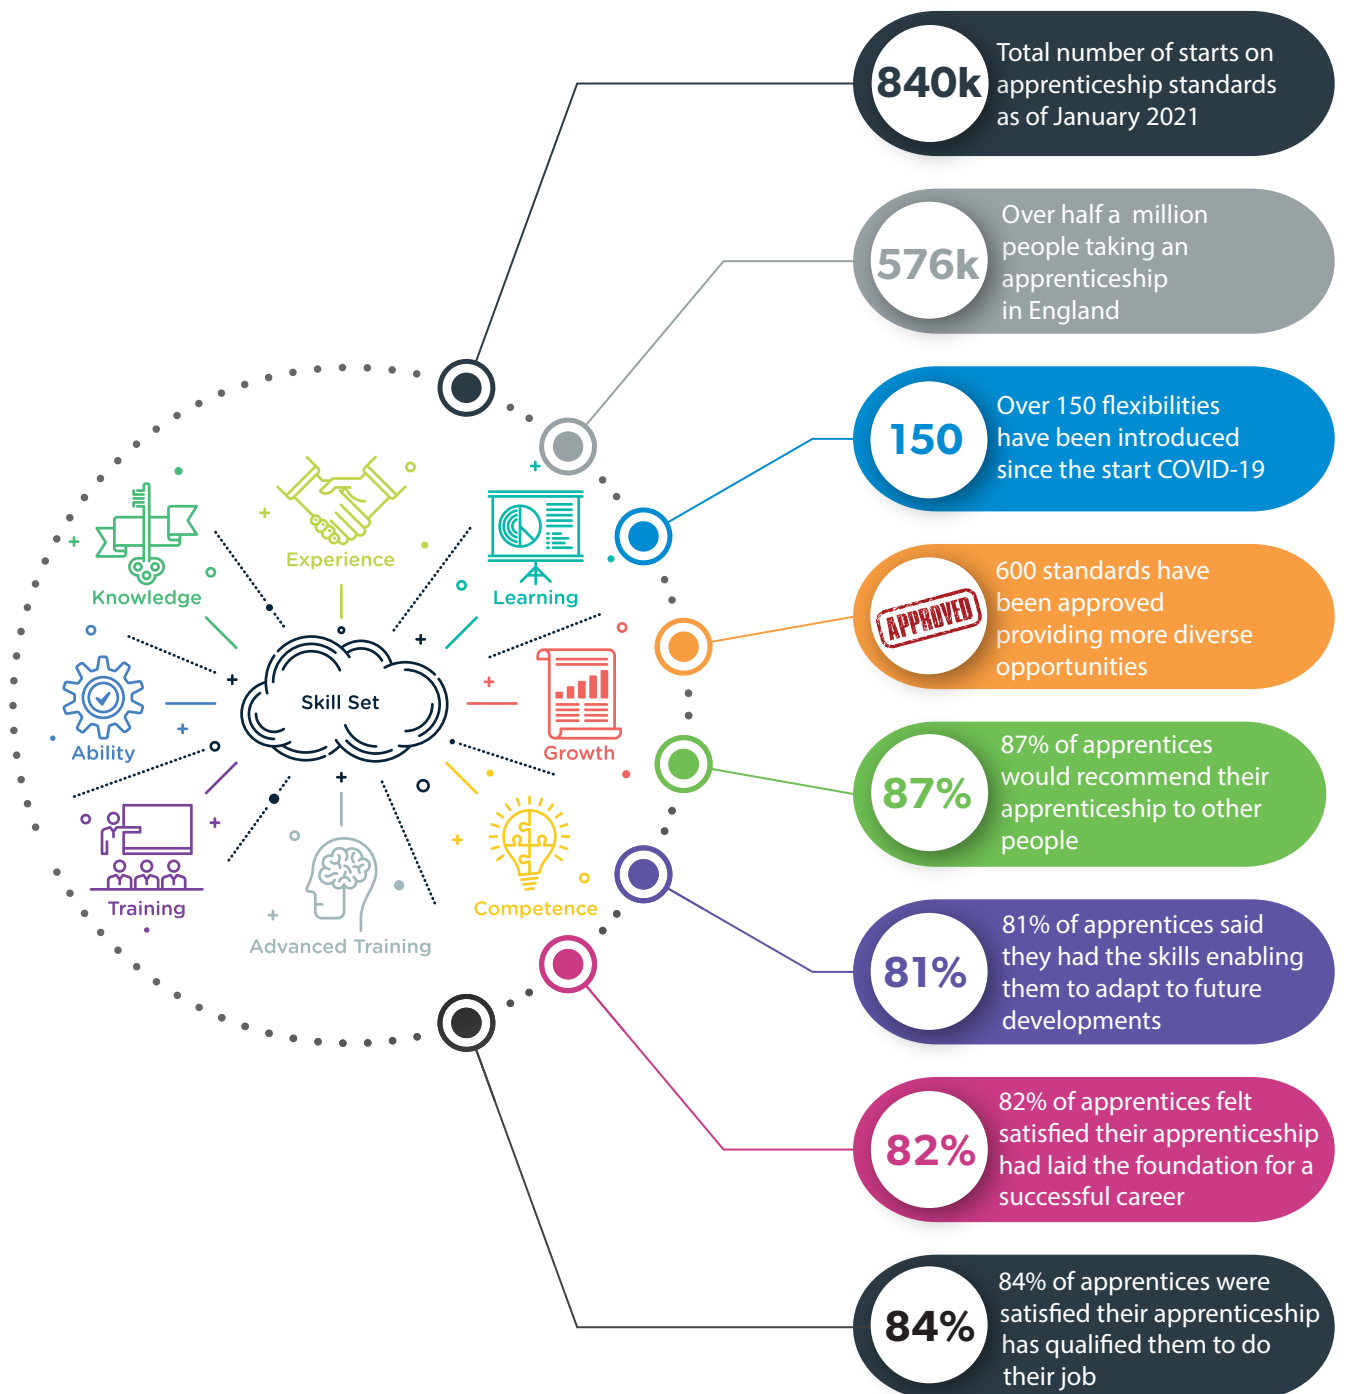 840k
Total number of starts on
apprenticeship standards
as of January 2021
576k
Over half a million
people taking an
apprenticeship
in England
150
Over 150 flexibilities
have been introduced
since the start COVID-19
APPROVED
600 standards have
been approved
providing more diverse
opportunities
87%
87% of apprentices
would recommend their
apprenticeship to other
people
81%
81% of apprentices said
they had the skills enabling
them to adapt to future
developments
82%
82% of apprentices felt
satisfied their apprenticeship
had laid the foundation for a
successful career
84%
84% of apprentices were
satisfied their apprenticeship
has qualified them to do
their job
Experience
Knowledge
Learning
Skill Set
Ability
Growth
Training
Competence
Advanced Training